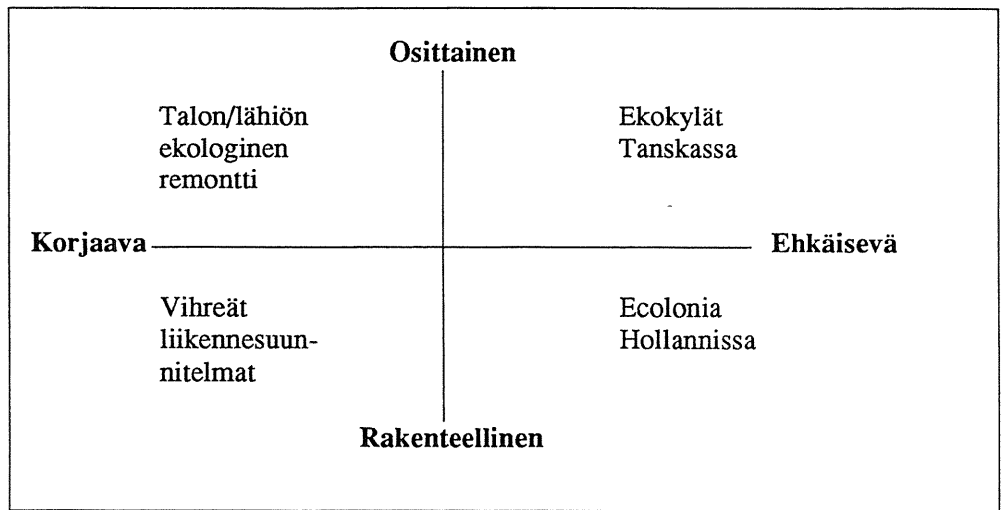 Osittainen
Talon/lähiön
ekologinen
remontti
Ekokylät
Tanskassa
Korjaava
Ehkäisevä
Vihreät
liikennesuun-
nitelmat
Ecolonia
Hollannissa
Rakenteellinen